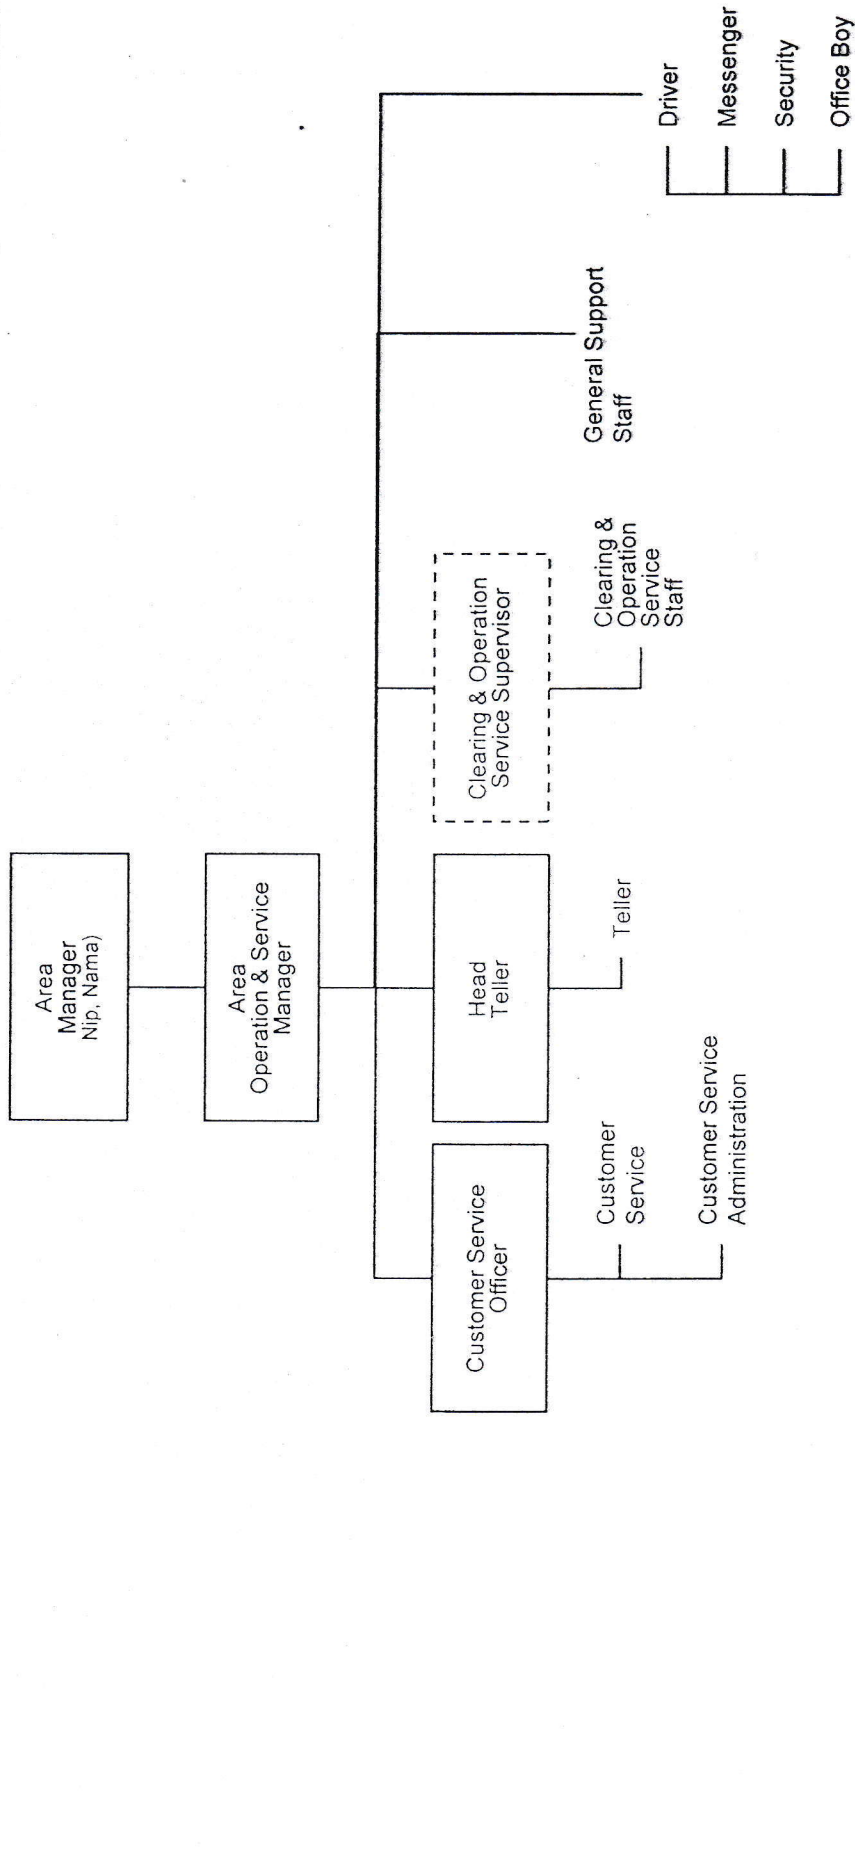 Area
Manager
Nip, Nama)
Area
Operation & Service
Manager
Customer Service
Officer
Head
Teller
Clearing & Operation
Service Supervisor
Customer
Service
Customer Service
Administration
Teller
Clearing &
Operation
Service
Staff
General Support
Staff
Driver
Messenger
Security
Office Boy